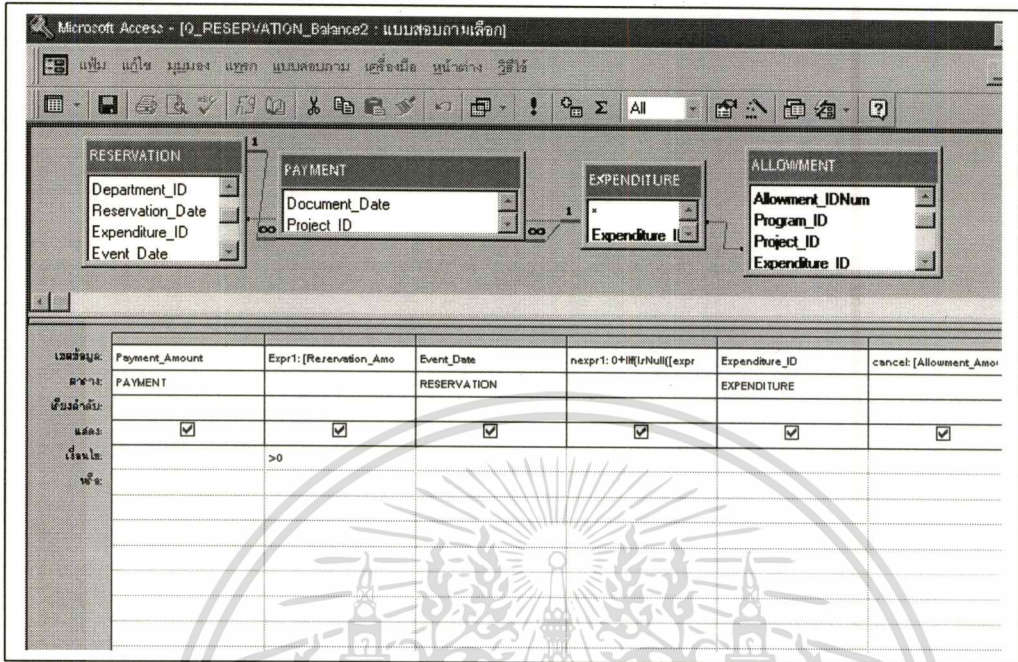 Microsoft Access - [Q_RESERVATION_Balance2 : แบบสอบถามเลือก]
แฟ้ม แก้ไข มุมมอง แทรก แบบสอบถาม เครื่องมือ หน้าต่าง วิธีใช้
All
RESERVATION
Department_ID
Reservation_Date
Expenditure_ID
Event_Date
1
∞
PAYMENT
Document_Date
Project_ID
∞
1
EXPENDITURE
*
Expenditure_I
ALLOWMENT
Allowment_IDNum
Program_ID
Project_ID
Expenditure_ID
เขตข้อมูล: Payment_Amount Expr1: [Reservation_Amo Event_Date nexpr1: 0+IIf(IsNull([expr Expenditure_ID cancel: [Allowment_Amou
ตาราง: PAYMENT RESERVATION EXPENDITURE
เรียงลำดับ:
แสดง:
เงื่อนไข: >0
หรือ: